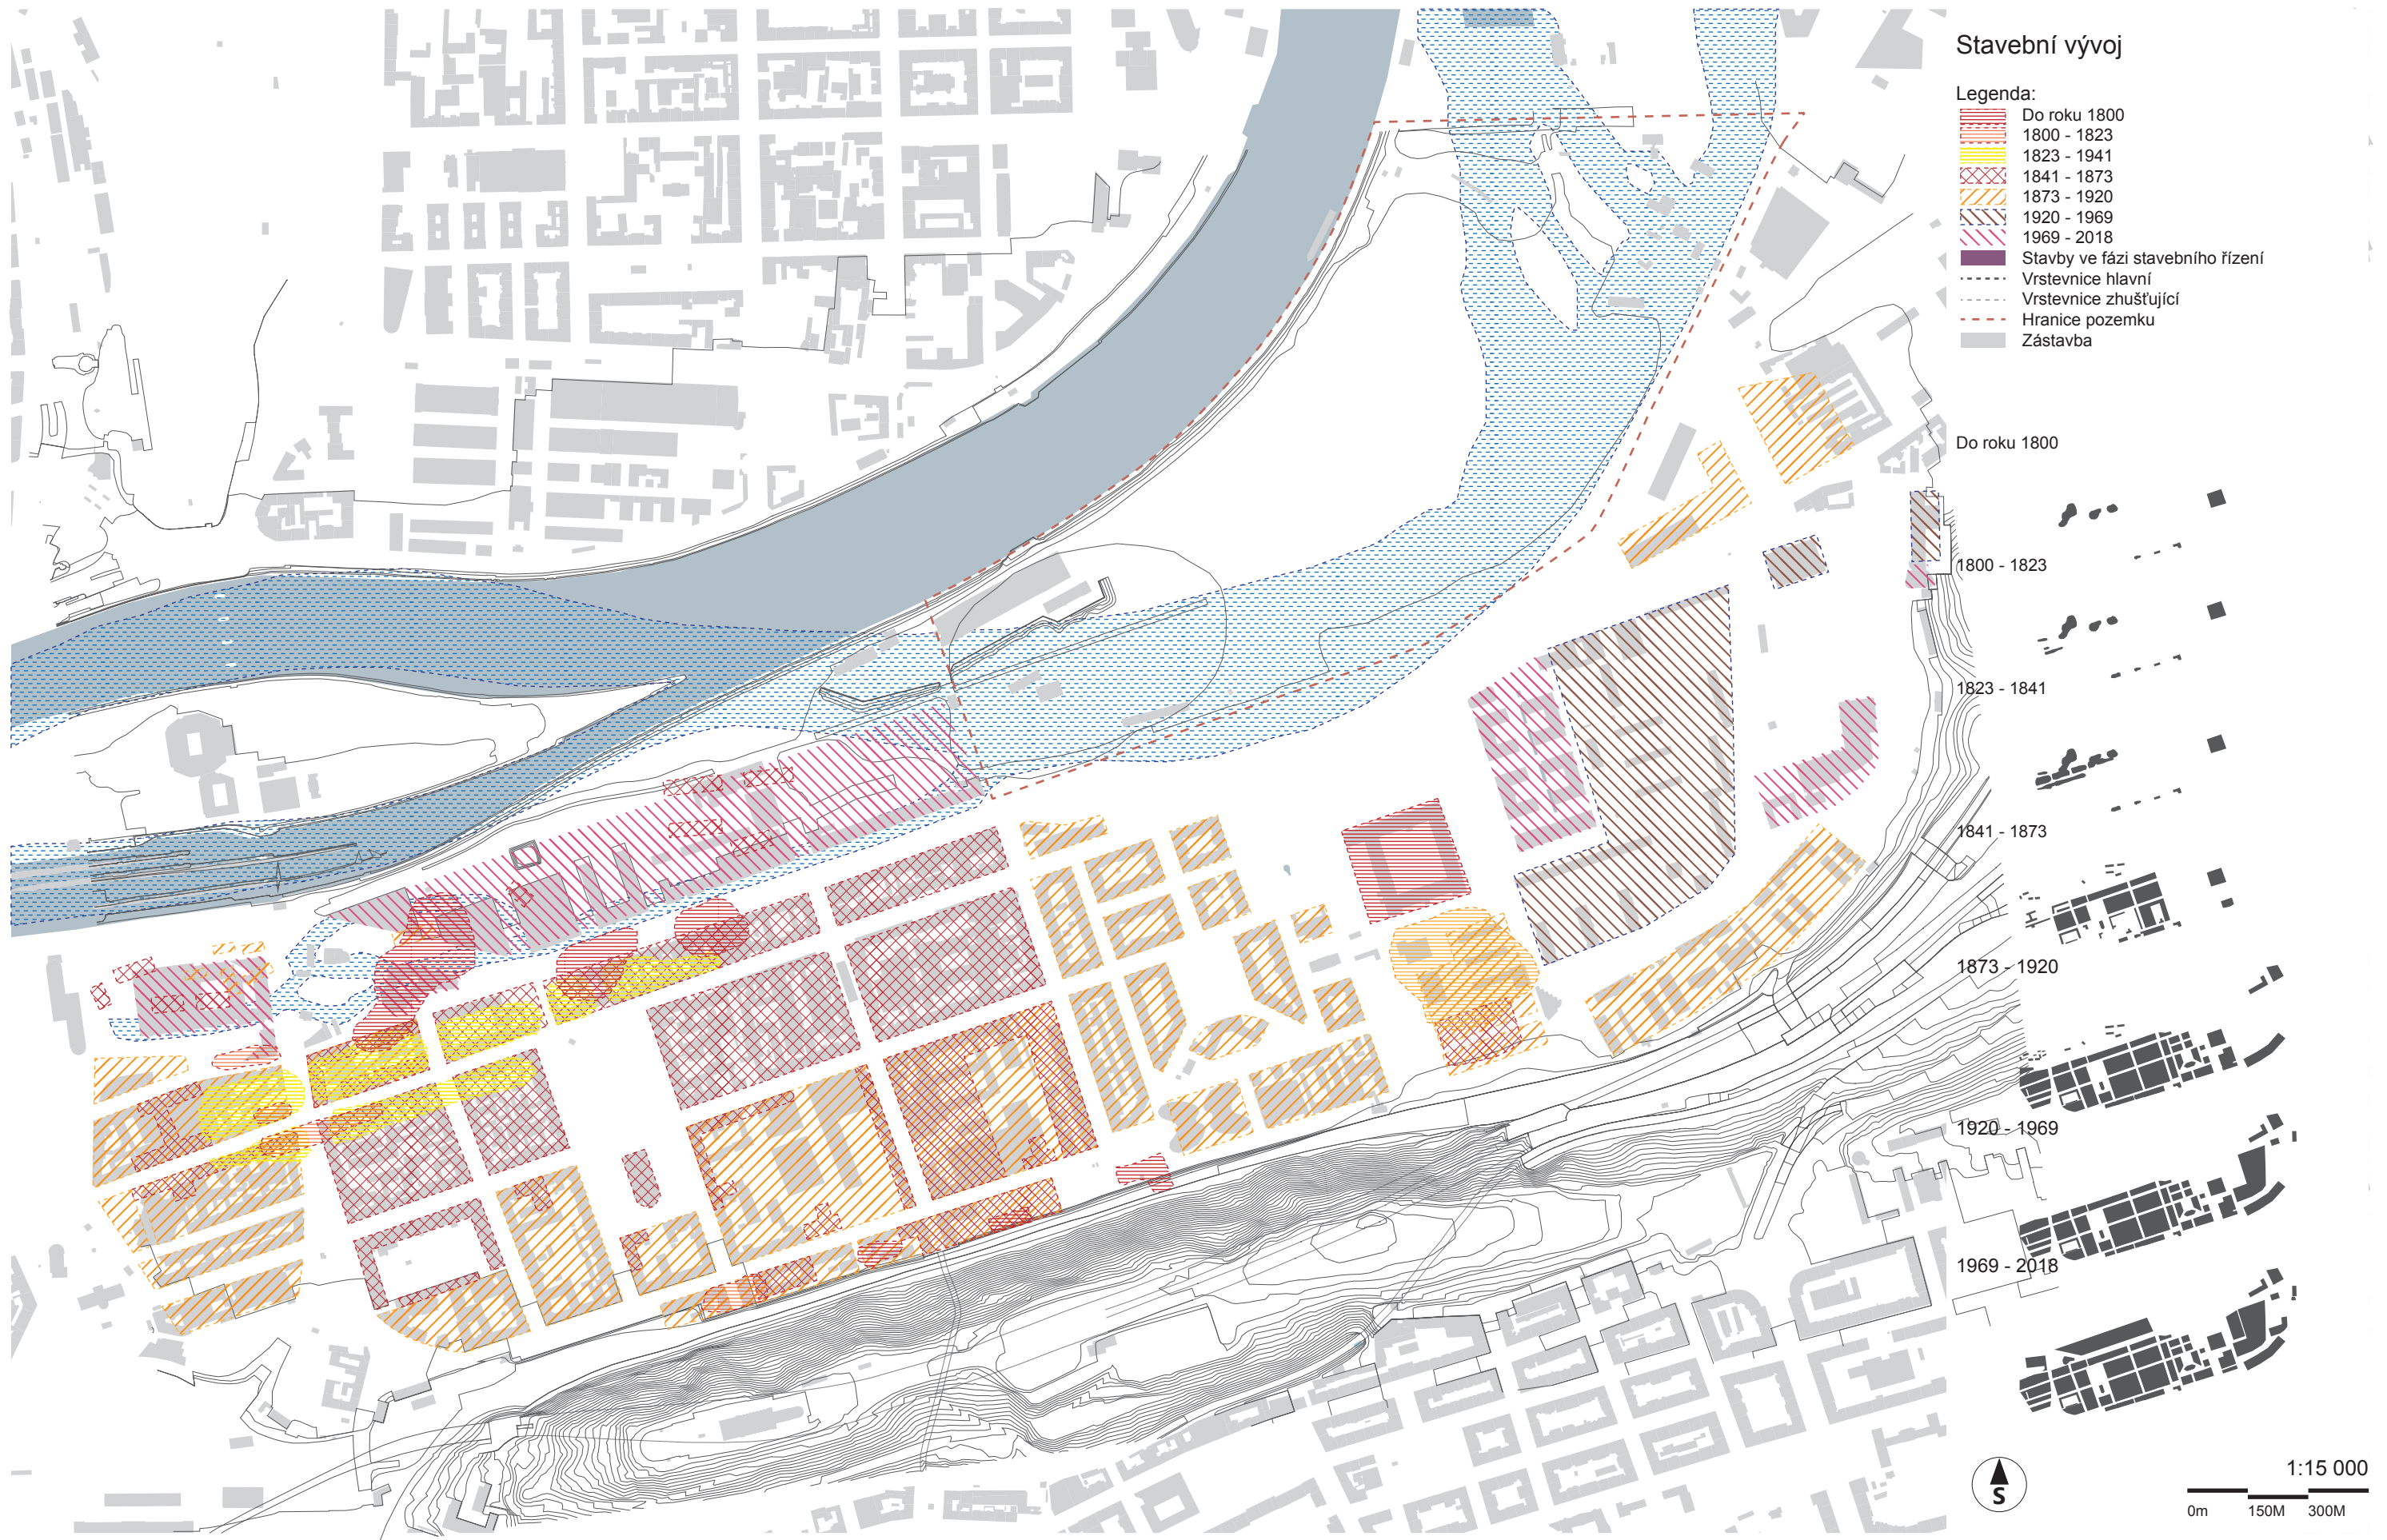 Stavební vývoj
Legenda:
Do roku 1800
1800 - 1823
1823 - 1941
1841 - 1873
1873 - 1920
1920 - 1969
1969 - 2018
Stavby ve fázi stavebního řízení
Vrstevnice hlavní
Vrstevnice zhušťující
Hranice pozemku
Zástavba
Do roku 1800
1800 - 1823
1823 - 1841
1841 - 1873
1873 - 1920
1920 - 1969
1969 - 2018
S
1:15 000
0m 150M 300M